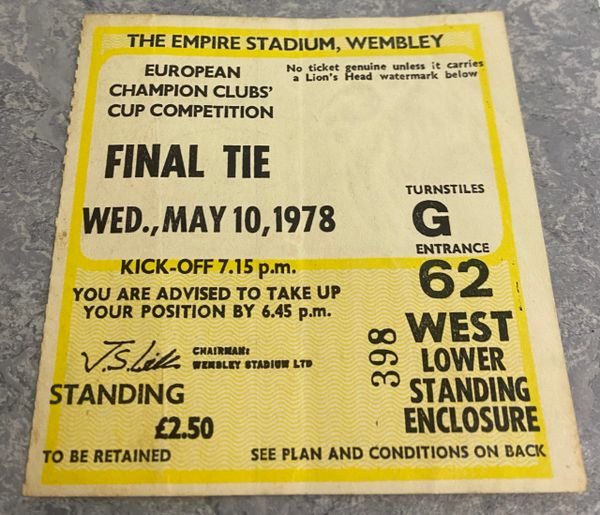 THE EMPIRE STADIUM, WEMBLEY
EUROPEAN
CHAMPION CLUBS'
CUP COMPETITION
No ticket genuine unless it carries
a Lion's Head watermark below
FINAL TIE
WED., MAY 10, 1978
TURNSTILES
G
ENTRANCE
62
KICK-OFF 7.15 p.m.
YOU ARE ADVISED TO TAKE UP
YOUR POSITION BY 6.45 p.m.
CHAIRMAN:
WEMBLEY STADIUM LTD
398
WEST
LOWER
STANDING
ENCLOSURE
STANDING
£2.50
TO BE RETAINED
SEE PLAN AND CONDITIONS ON BACK